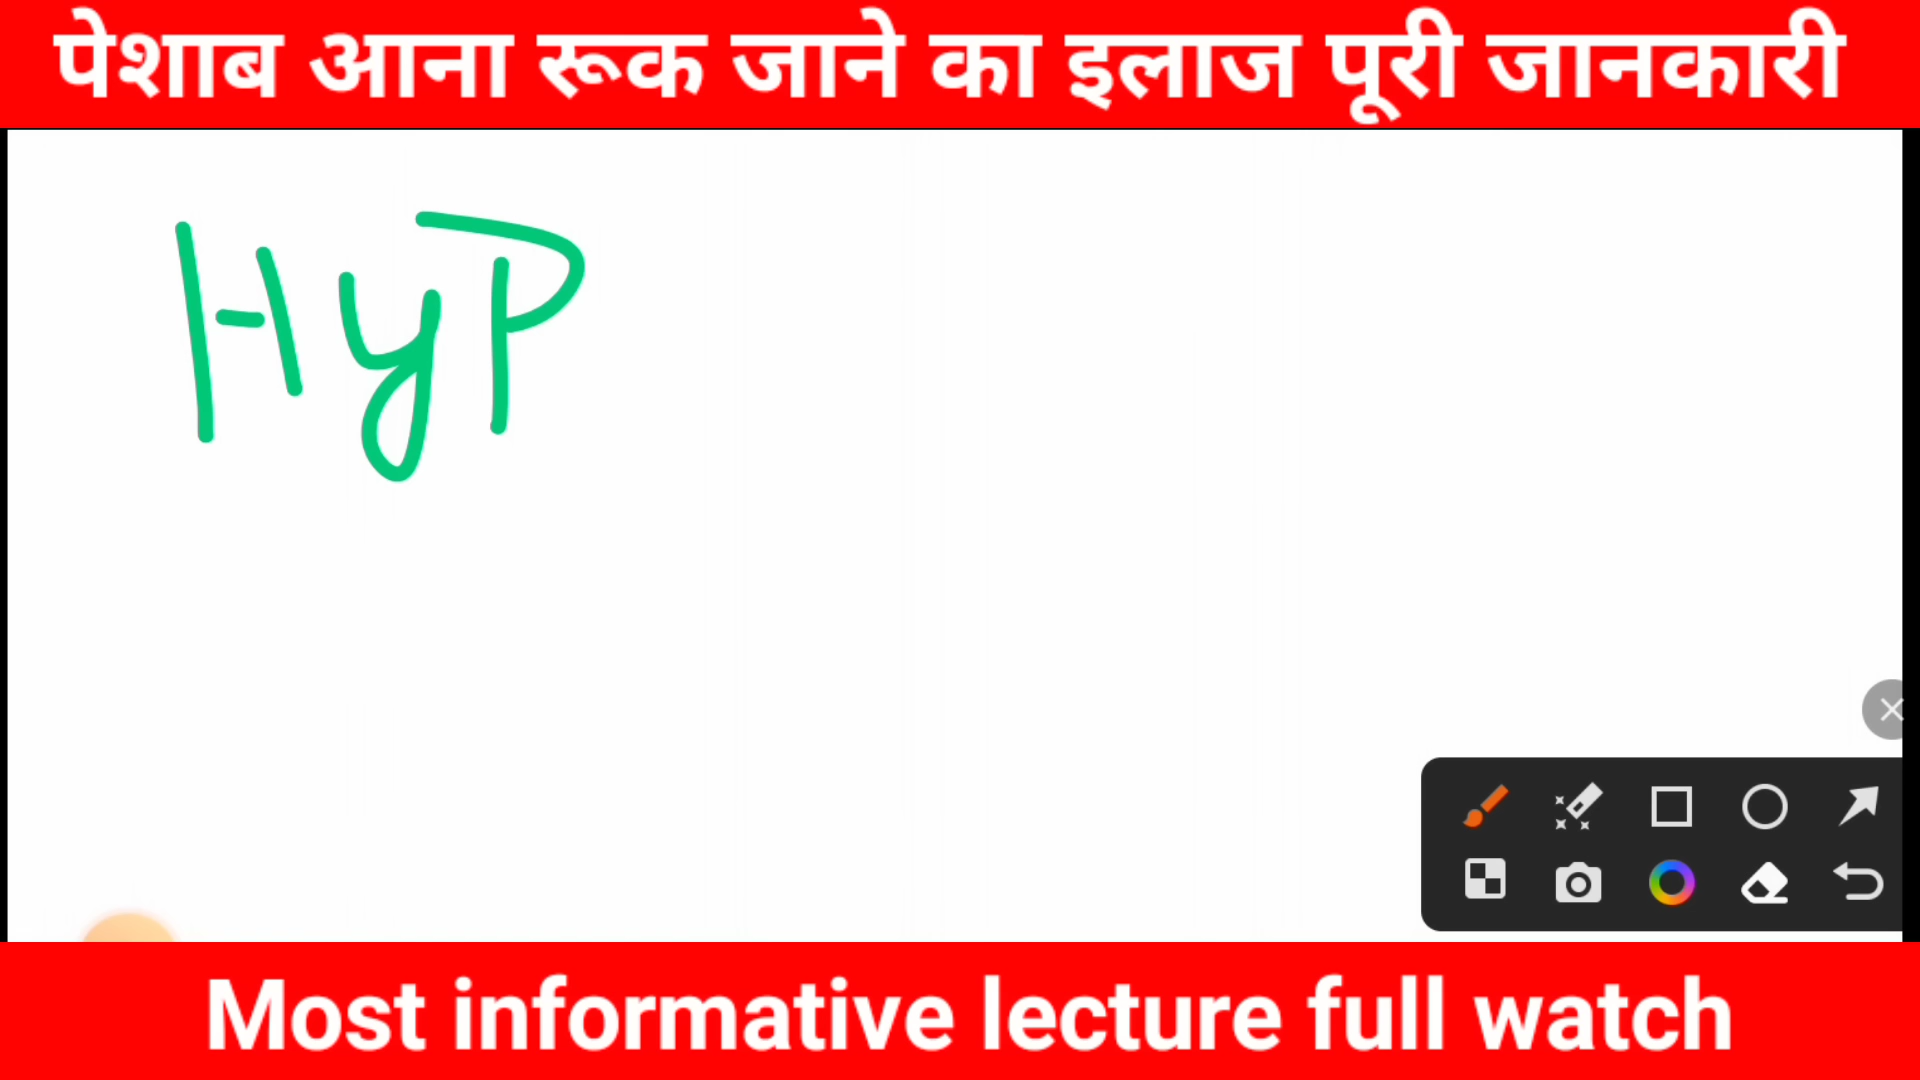 पेशाब आना रूक जाने का इलाज पूरी जानकारी
HyP
Most informative lecture full watch